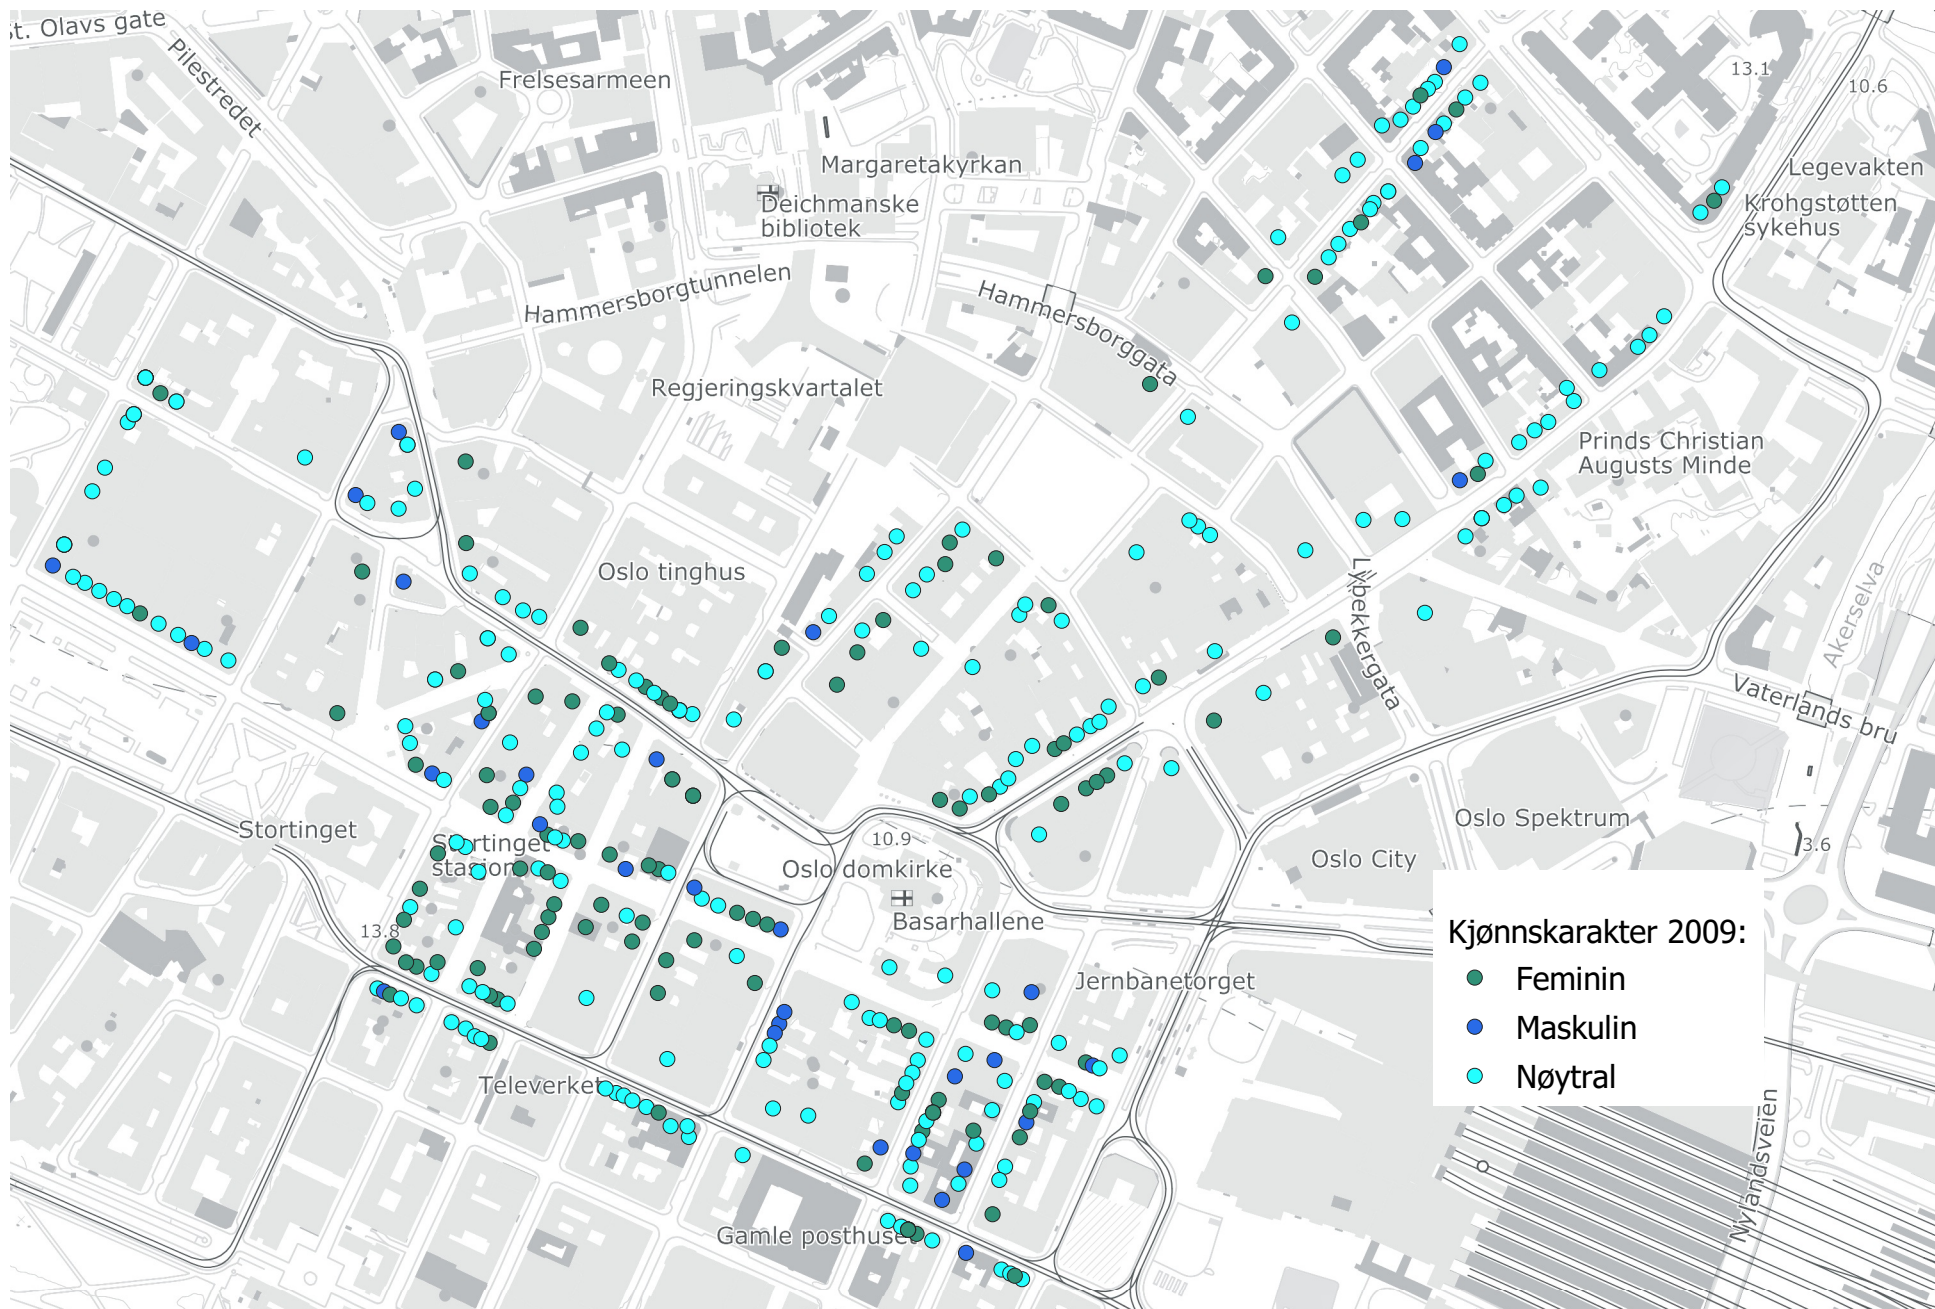 St. Olavs gate
Pilestredet
Frelsesarmeen
13.1
10.6
Margaretakyrkan
Legevakten
Deichmanske
bibliotek
Krohgstøtten
sykehus
Hammersborgtunnelen
Hammersborggata
Regjeringskvartalet
Prinds Christian
Augusts Minde
Oslo tinghus
Lybekkergata
Akerselva
Vaterlands bru
Stortinget
Stortinget
stasjon
10.9
Oslo domkirke
Oslo Spektrum
3.6
Oslo City
Basarhallene
13.8
Jernbanetorget
Kjønnskarakter 2009:
Feminin
Maskulin
Nøytral
Televerket
Nylandsveien
Gamle posthuset